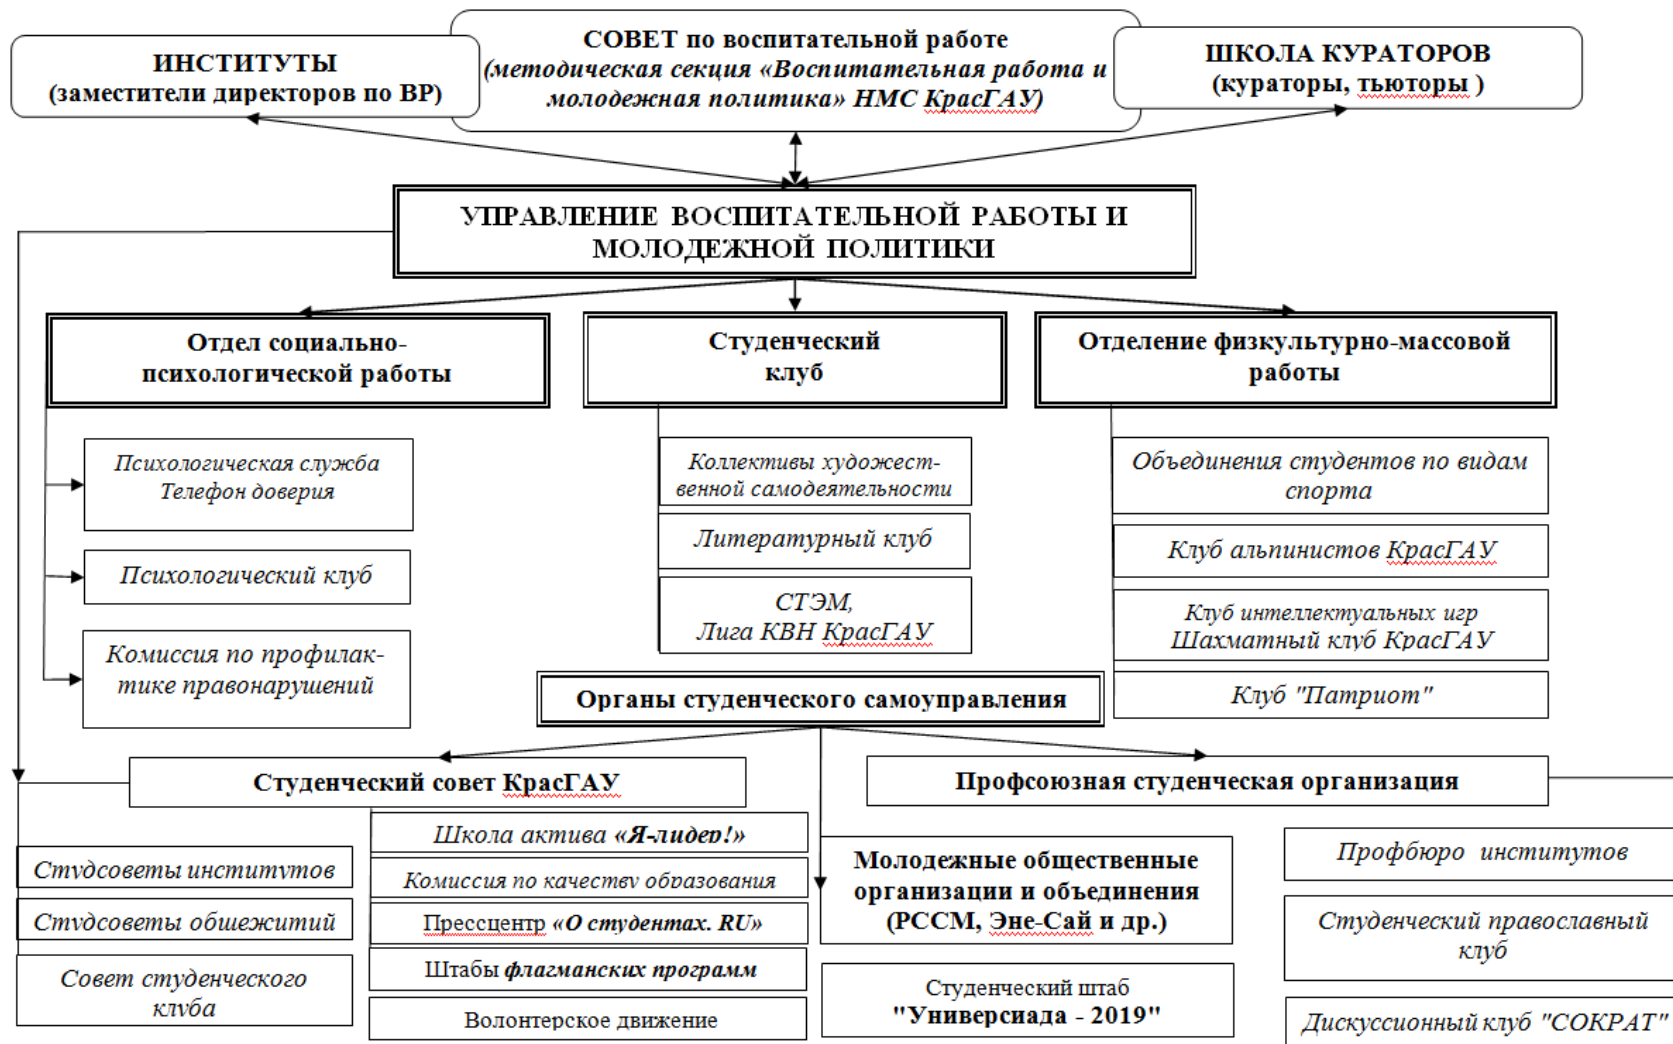 ИНСТИТУТЫ
(заместители директоров по ВР)
СОВЕТ по воспитательной работе
(методическая секция «Воспитательная работа и
молодежная политика» НМС КрасГАУ)
ШКОЛА КУРАТОРОВ
(кураторы, тьюторы )
УПРАВЛЕНИЕ ВОСПИТАТЕЛЬНОЙ РАБОТЫ И
МОЛОДЕЖНОЙ ПОЛИТИКИ
Отдел социально-
психологической работы
Студенческий
клуб
Отделение физкультурно-массовой
работы
Психологическая служба
Телефон доверия
Психологический клуб
Комиссия по профилак-
тике правонарушений
Коллективы художест-
венной самодеятельности
Литературный клуб
СТЭМ,
Лига КВН КрасГАУ
Объединения студентов по видам
спорта
Клуб альпинистов КрасГАУ
Клуб интеллектуальных игр
Шахматный клуб КрасГАУ
Клуб "Патриот"
Органы студенческого самоуправления
Студенческий совет КрасГАУ
Профсоюзная студенческая организация
Студсоветы институтов
Студсоветы общежитий
Совет студенческого
клуба
Школа актива «Я-лидер!»
Комиссия по качеству образования
Прессцентр «О студентах. RU»
Штабы флагманских программ
Волонтерское движение
Молодежные общественные
организации и объединения
(РССМ, Эне-Сай и др.)
Студенческий штаб
"Универсиада - 2019"
Профбюро институтов
Студенческий православный
клуб
Дискуссионный клуб "СОКРАТ"